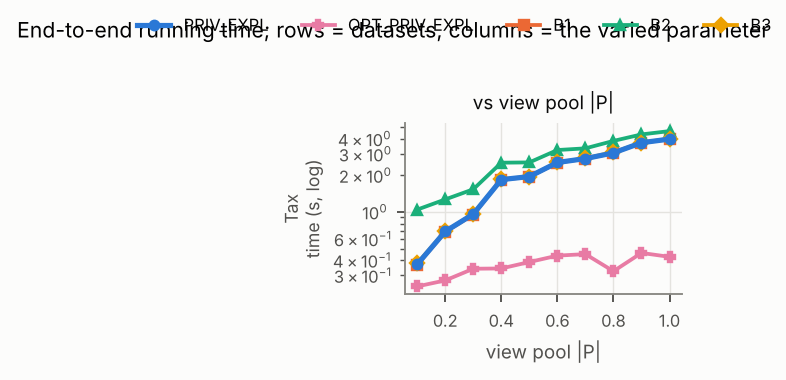 End-to-end running time; rows = datasets, columns = the varied parameter
PRIV_EXPL OPT_PRIV_EXPL B1 B2 B3
vs view pool |P|
Tax
time (s, log)
4 × 10⁰
3 × 10⁰
2 × 10⁰
10⁰
6 × 10⁻¹
4 × 10⁻¹
3 × 10⁻¹
0.2 0.4 0.6 0.8 1.0
view pool |P|